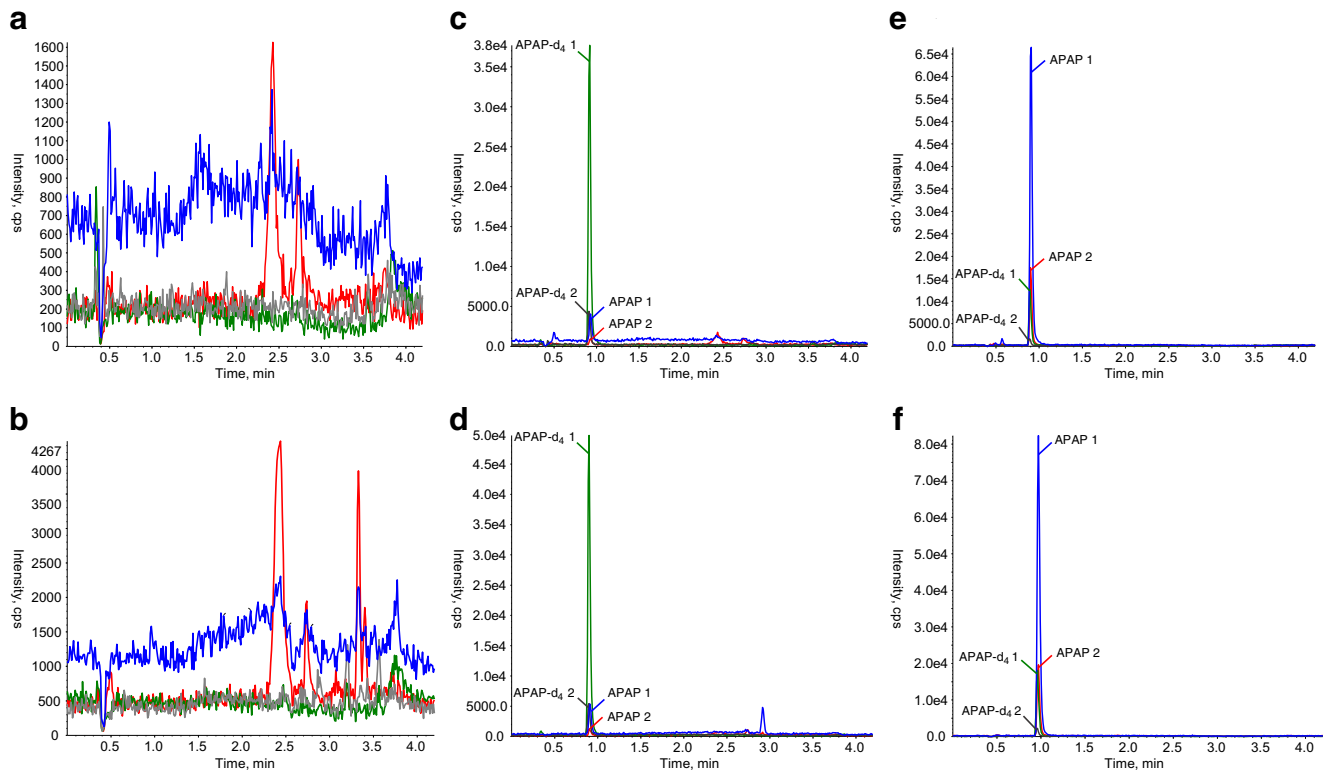 a
1600
1500
1400
1300
1200
1100
1000
900
800
700
600
500
400
300
200
100
0
Intensity, cps
0.5 1.0 1.5 2.0 2.5 3.0 3.5 4.0
Time, min
c
3.8e4
3.5e4
3.0e4
2.5e4
2.0e4
1.5e4
1.0e4
5000.0
0.0
Intensity, cps
APAP-d4 1
APAP-d4 2
APAP 1
APAP 2
0.5 1.0 1.5 2.0 2.5 3.0 3.5 4.0
Time, min
e
6.5e4
6.0e4
5.5e4
5.0e4
4.5e4
4.0e4
3.5e4
3.0e4
2.5e4
2.0e4
1.5e4
1.0e4
5000.0
0.0
Intensity, cps
APAP 1
APAP 2
APAP-d4 1
APAP-d4 2
0.5 1.0 1.5 2.0 2.5 3.0 3.5 4.0
Time, min
b
4267
4000
3500
3000
2500
2000
1500
1000
500
0
Intensity, cps
0.5 1.0 1.5 2.0 2.5 3.0 3.5 4.0
Time, min
d
5.0e4
4.5e4
4.0e4
3.5e4
3.0e4
2.5e4
2.0e4
1.5e4
1.0e4
5000.0
0.0
Intensity, cps
APAP-d4 1
APAP-d4 2
APAP 1
APAP 2
0.5 1.0 1.5 2.0 2.5 3.0 3.5 4.0
Time, min
f
8.0e4
7.0e4
6.0e4
5.0e4
4.0e4
3.0e4
2.0e4
1.0e4
0.0
Intensity, cps
APAP 1
APAP-d4 1
APAP 2
APAP-d4 2
0.5 1.0 1.5 2.0 2.5 3.0 3.5 4.0
Time, min